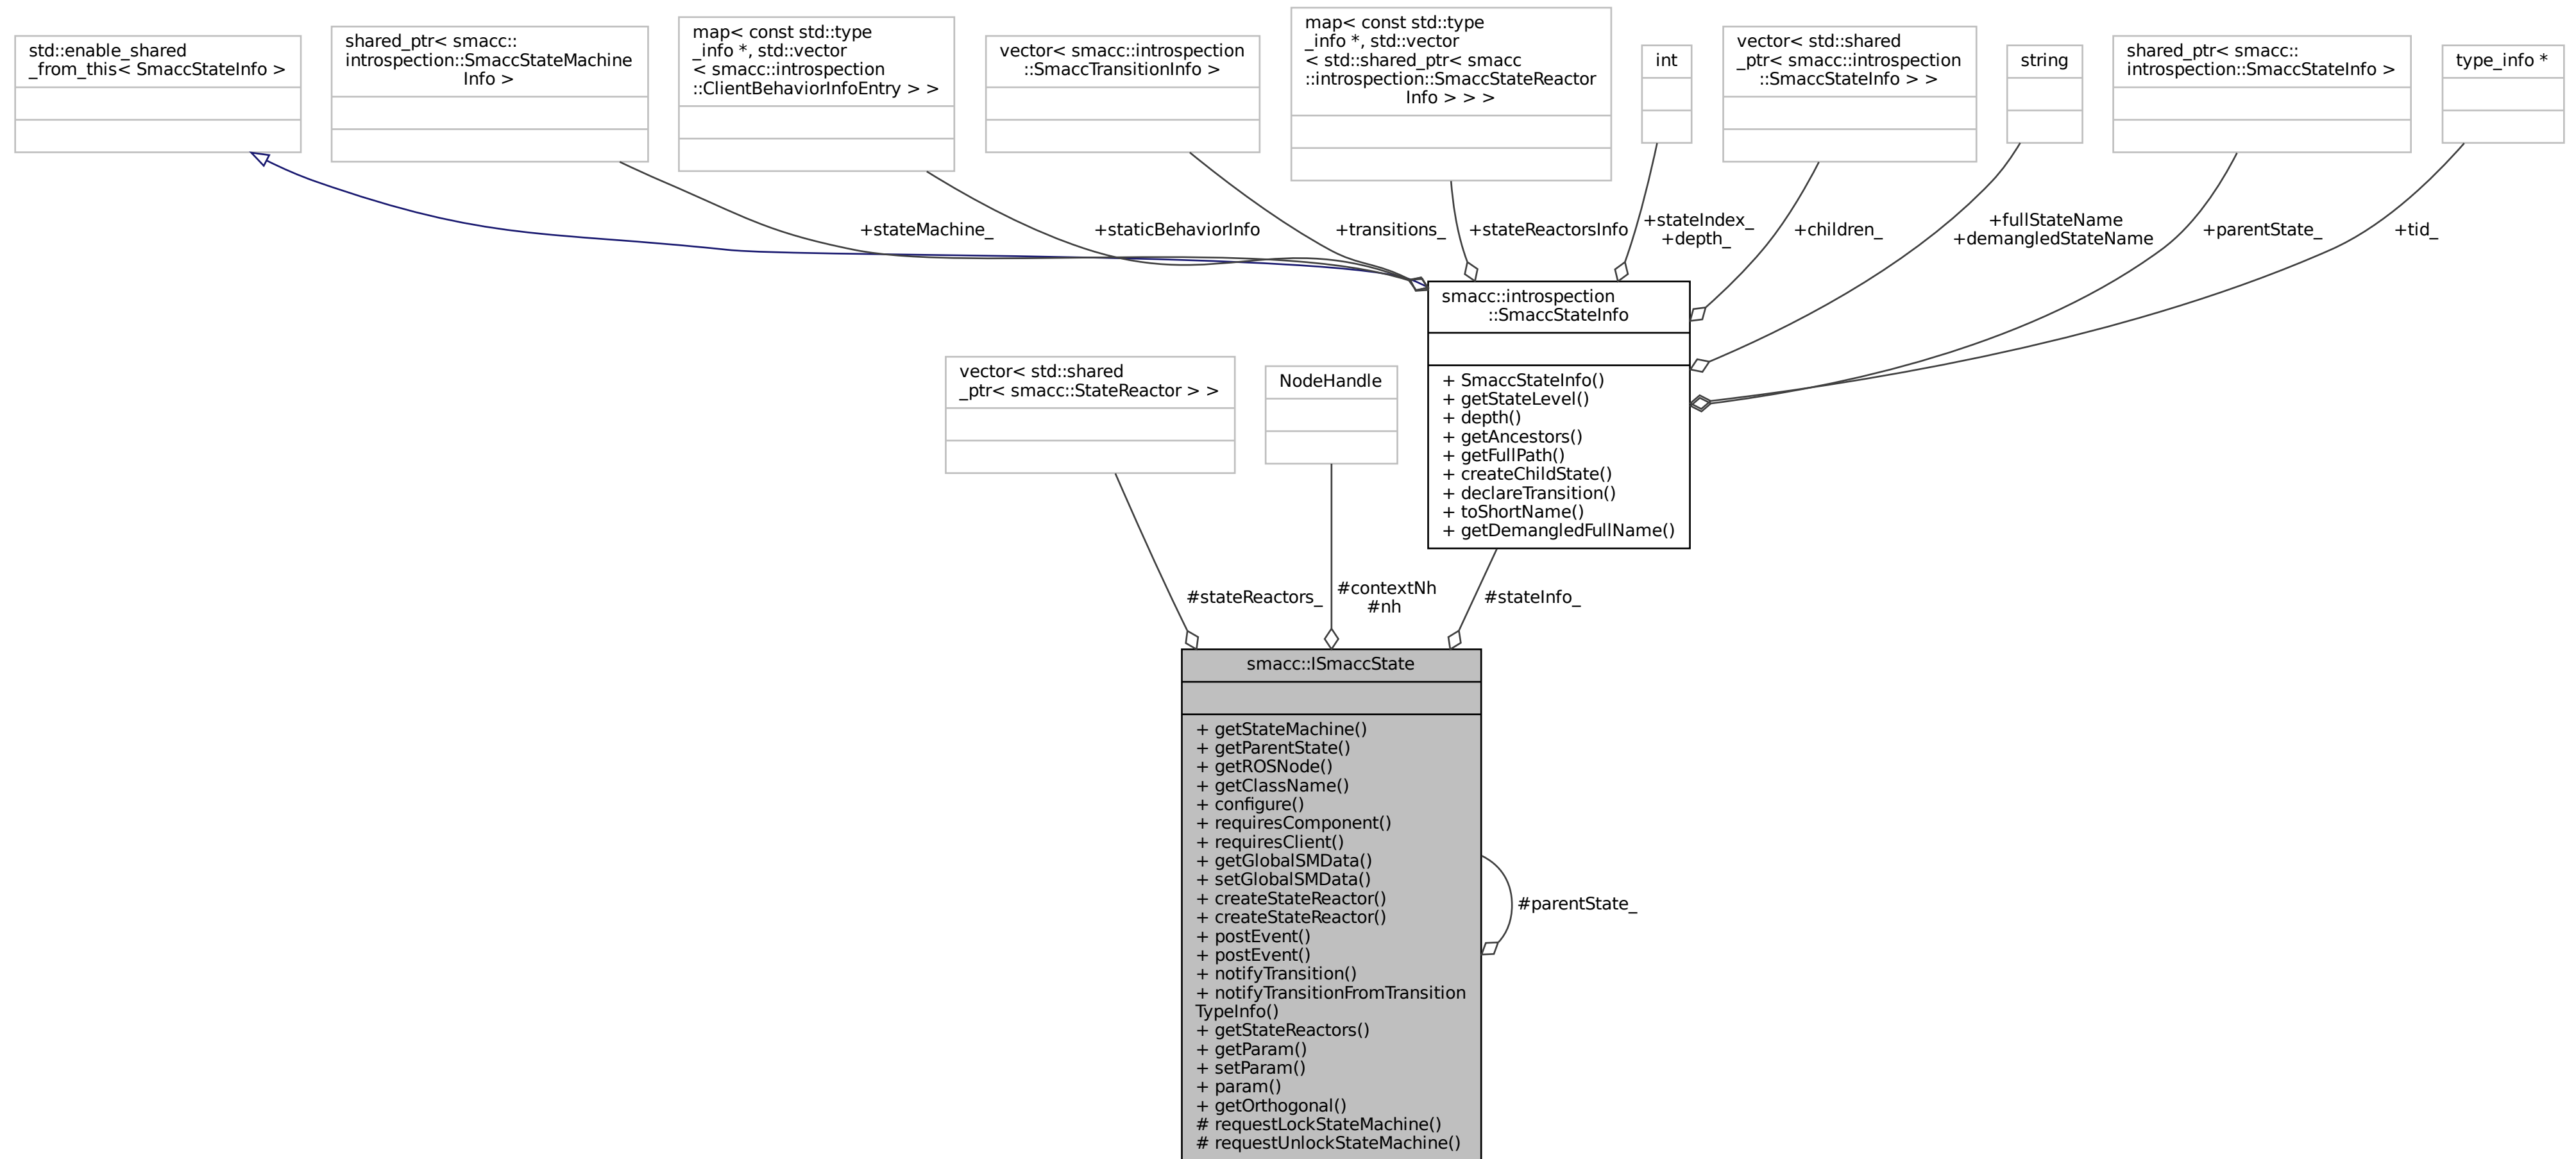 std::enable_shared
_from_this< SmaccStateInfo >
shared_ptr< smacc::
introspection::SmaccStateMachine
Info >
map< const std::type
_info *, std::vector
< smacc::introspection
::ClientBehaviorInfoEntry > >
vector< smacc::introspection
::SmaccTransitionInfo >
map< const std::type
_info *, std::vector
< std::shared_ptr< smacc
::introspection::SmaccStateReactor
Info > > >
int
vector< std::shared
_ptr< smacc::introspection
::SmaccStateInfo > >
string
shared_ptr< smacc::
introspection::SmaccStateInfo >
type_info *
+stateMachine_
+staticBehaviorInfo
+transitions_
+stateReactorsInfo
+stateIndex_
+depth_
+children_
+fullStateName
+demangledStateName
+parentState_
+tid_
smacc::introspection
::SmaccStateInfo
+ SmaccStateInfo()
+ getStateLevel()
+ depth()
+ getAncestors()
+ getFullPath()
+ createChildState()
+ declareTransition()
+ toShortName()
+ getDemangledFullName()
vector< std::shared
_ptr< smacc::StateReactor > >
NodeHandle
#stateReactors_
#contextNh
#nh
#stateInfo_
smacc::ISmaccState
+ getStateMachine()
+ getParentState()
+ getROSNode()
+ getClassName()
+ configure()
+ requiresComponent()
+ requiresClient()
+ getGlobalSMData()
+ setGlobalSMData()
+ createStateReactor()
+ createStateReactor()
+ postEvent()
+ postEvent()
+ notifyTransition()
+ notifyTransitionFromTransition
TypeInfo()
+ getStateReactors()
+ getParam()
+ setParam()
+ param()
+ getOrthogonal()
# requestLockStateMachine()
# requestUnlockStateMachine()
#parentState_